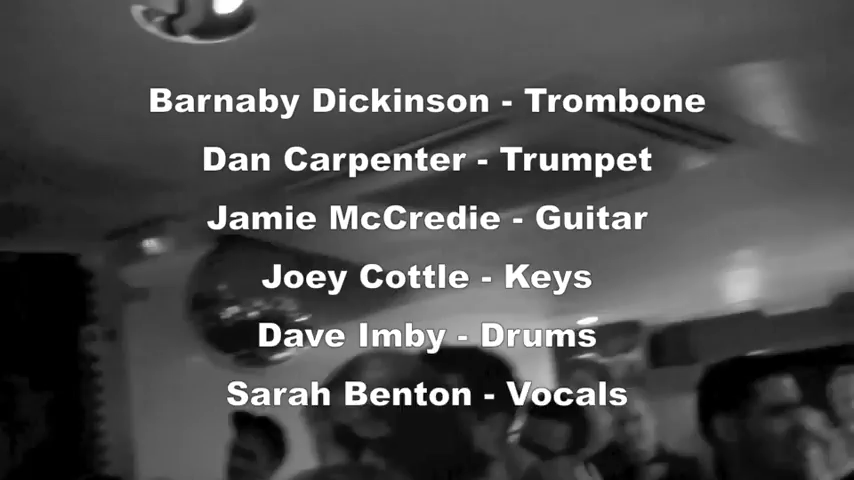 Barnaby Dickinson - Trombone
Dan Carpenter - Trumpet
Jamie McCredie - Guitar
Joey Cottle - Keys
Dave Imby - Drums
Sarah Benton - Vocals